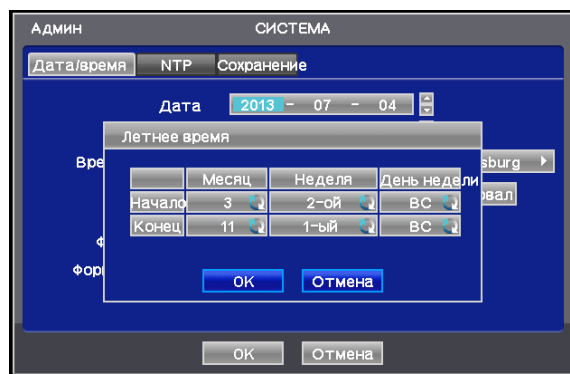 Админ СИСТЕМА
Дата/время NTP Сохранение
Дата 2013 - 07 - 04
Летнее время
Месяц Неделя День недели
Начало 3 2-ой ВС
Конец 11 1-ый ВС
OK Отмена
OK Отмена